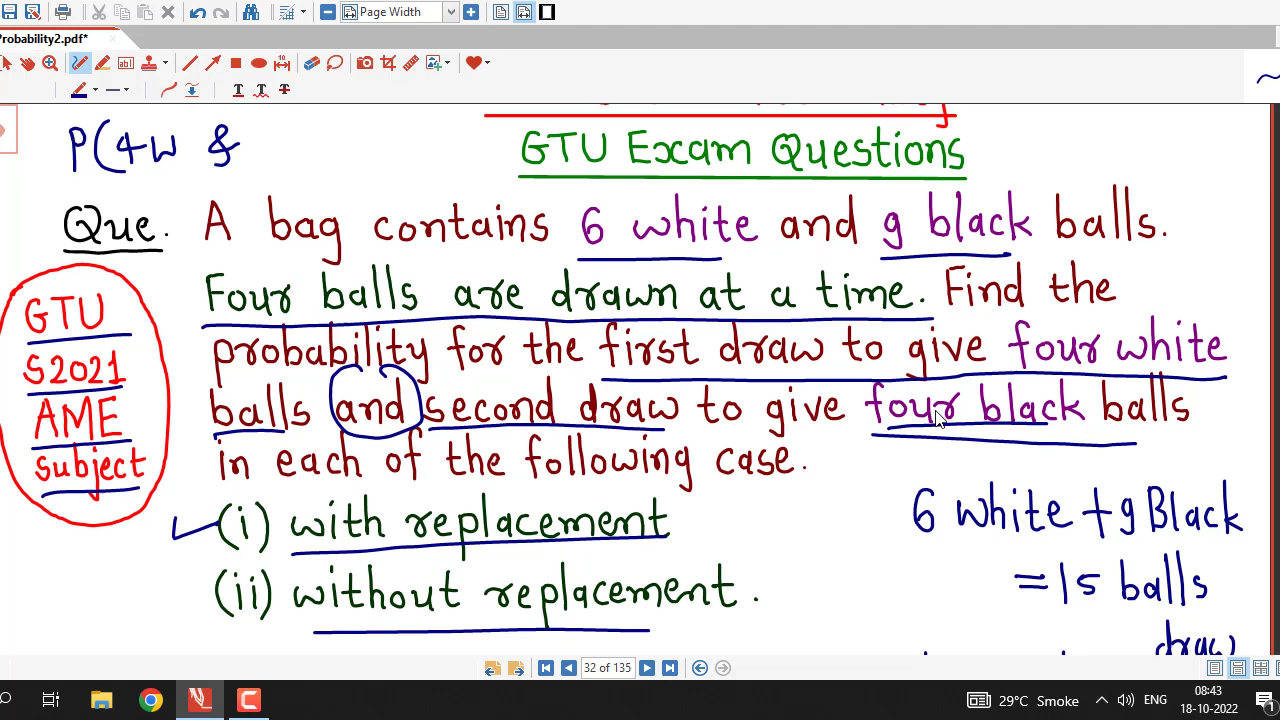 Page Width
Probability2.pdf*
P(4W &
GTU Exam Questions
Que. A bag contains 6 white and 9 black balls.
Four balls are drawn at a time. Find the
probability for the first draw to give four white
balls and second draw to give four black balls
in each of the following case.
(i) with replacement
(ii) without replacement.
GTU
S2021
AME
subject
6 White + 9 Black
= 15 balls
draw
32 of 135
29°C Smoke
ENG
08:43
18-10-2022
1